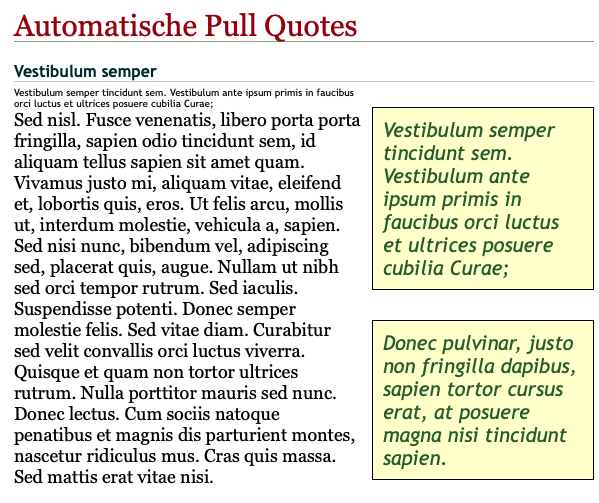 Automatische Pull Quotes
Vestibulum semper
Vestibulum semper tincidunt sem. Vestibulum ante ipsum primis in faucibus
orci luctus et ultrices posuere cubilia Curae;
Sed nisl. Fusce venenatis, libero porta porta
fringilla, sapien odio tincidunt sem, id
aliquam tellus sapien sit amet quam.
Vivamus justo mi, aliquam vitae, eleifend
et, lobortis quis, eros. Ut felis arcu, mollis
ut, interdum molestie, vehicula a, sapien.
Sed nisi nunc, bibendum vel, adipiscing
sed, placerat quis, augue. Nullam ut nibh
sed orci tempor rutrum. Sed iaculis.
Suspendisse potenti. Donec semper
molestie felis. Sed vitae diam. Curabitur
sed velit convallis orci luctus viverra.
Quisque et quam non tortor ultrices
rutrum. Nulla porttitor mauris sed nunc.
Donec lectus. Cum sociis natoque
penatibus et magnis dis parturient montes,
nascetur ridiculus mus. Cras quis massa.
Sed mattis erat vitae nisi.
Vestibulum semper
tincidunt sem.
Vestibulum ante
ipsum primis in
faucibus orci luctus
et ultrices posuere
cubilia Curae;
Donec pulvinar, justo
non fringilla dapibus,
sapien tortor cursus
erat, at posuere
magna nisi tincidunt
sapien.